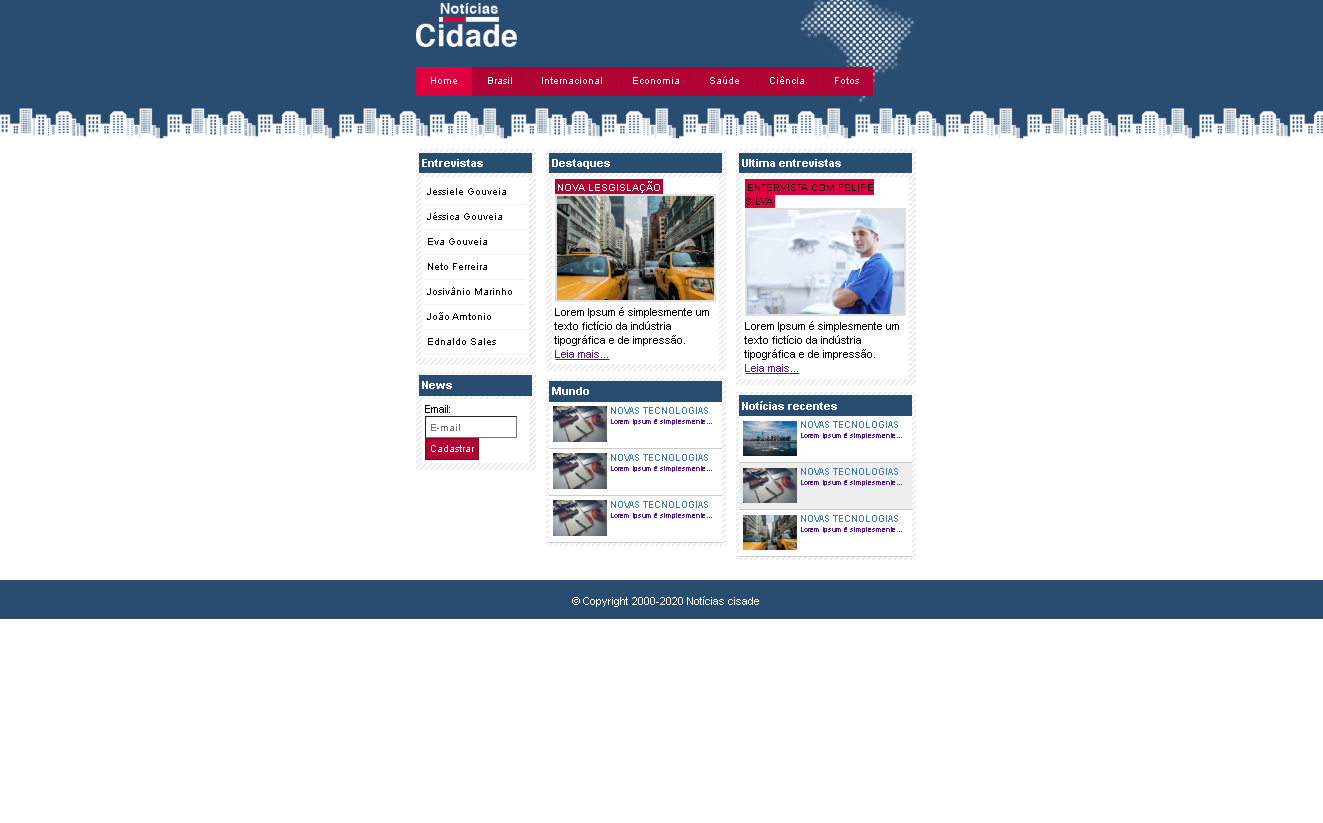 Notícias
Cidade
Home Brasil Internacional Economia Saúde Ciência Fotos
Entrevistas
Jessiele Gouveia
Jéssica Gouveia
Eva Gouveia
Neto Ferreira
Josivânio Marinho
João Amtonio
Ednaldo Sales
News
Email:
E-mail
Cadastrar
Destaques
NOVA LESGISLAÇÃO
Lorem Ipsum é simplesmente um
texto fictício da indústria
tipográfica e de impressão.
Leia mais...
Mundo
NOVAS TECNOLOGIAS
Lorem Ipsum é simplesmente...
NOVAS TECNOLOGIAS
Lorem Ipsum é simplesmente...
NOVAS TECNOLOGIAS
Lorem Ipsum é simplesmente...
Ultima entrevistas
ENTERVISTA COM FELIPE
SILVA
Lorem Ipsum é simplesmente um
texto fictício da indústria
tipográfica e de impressão.
Leia mais...
Notícias recentes
NOVAS TECNOLOGIAS
Lorem Ipsum é simplesmente...
NOVAS TECNOLOGIAS
Lorem Ipsum é simplesmente...
NOVAS TECNOLOGIAS
Lorem Ipsum é simplesmente...
© Copyright 2000-2020 Notícias cisade